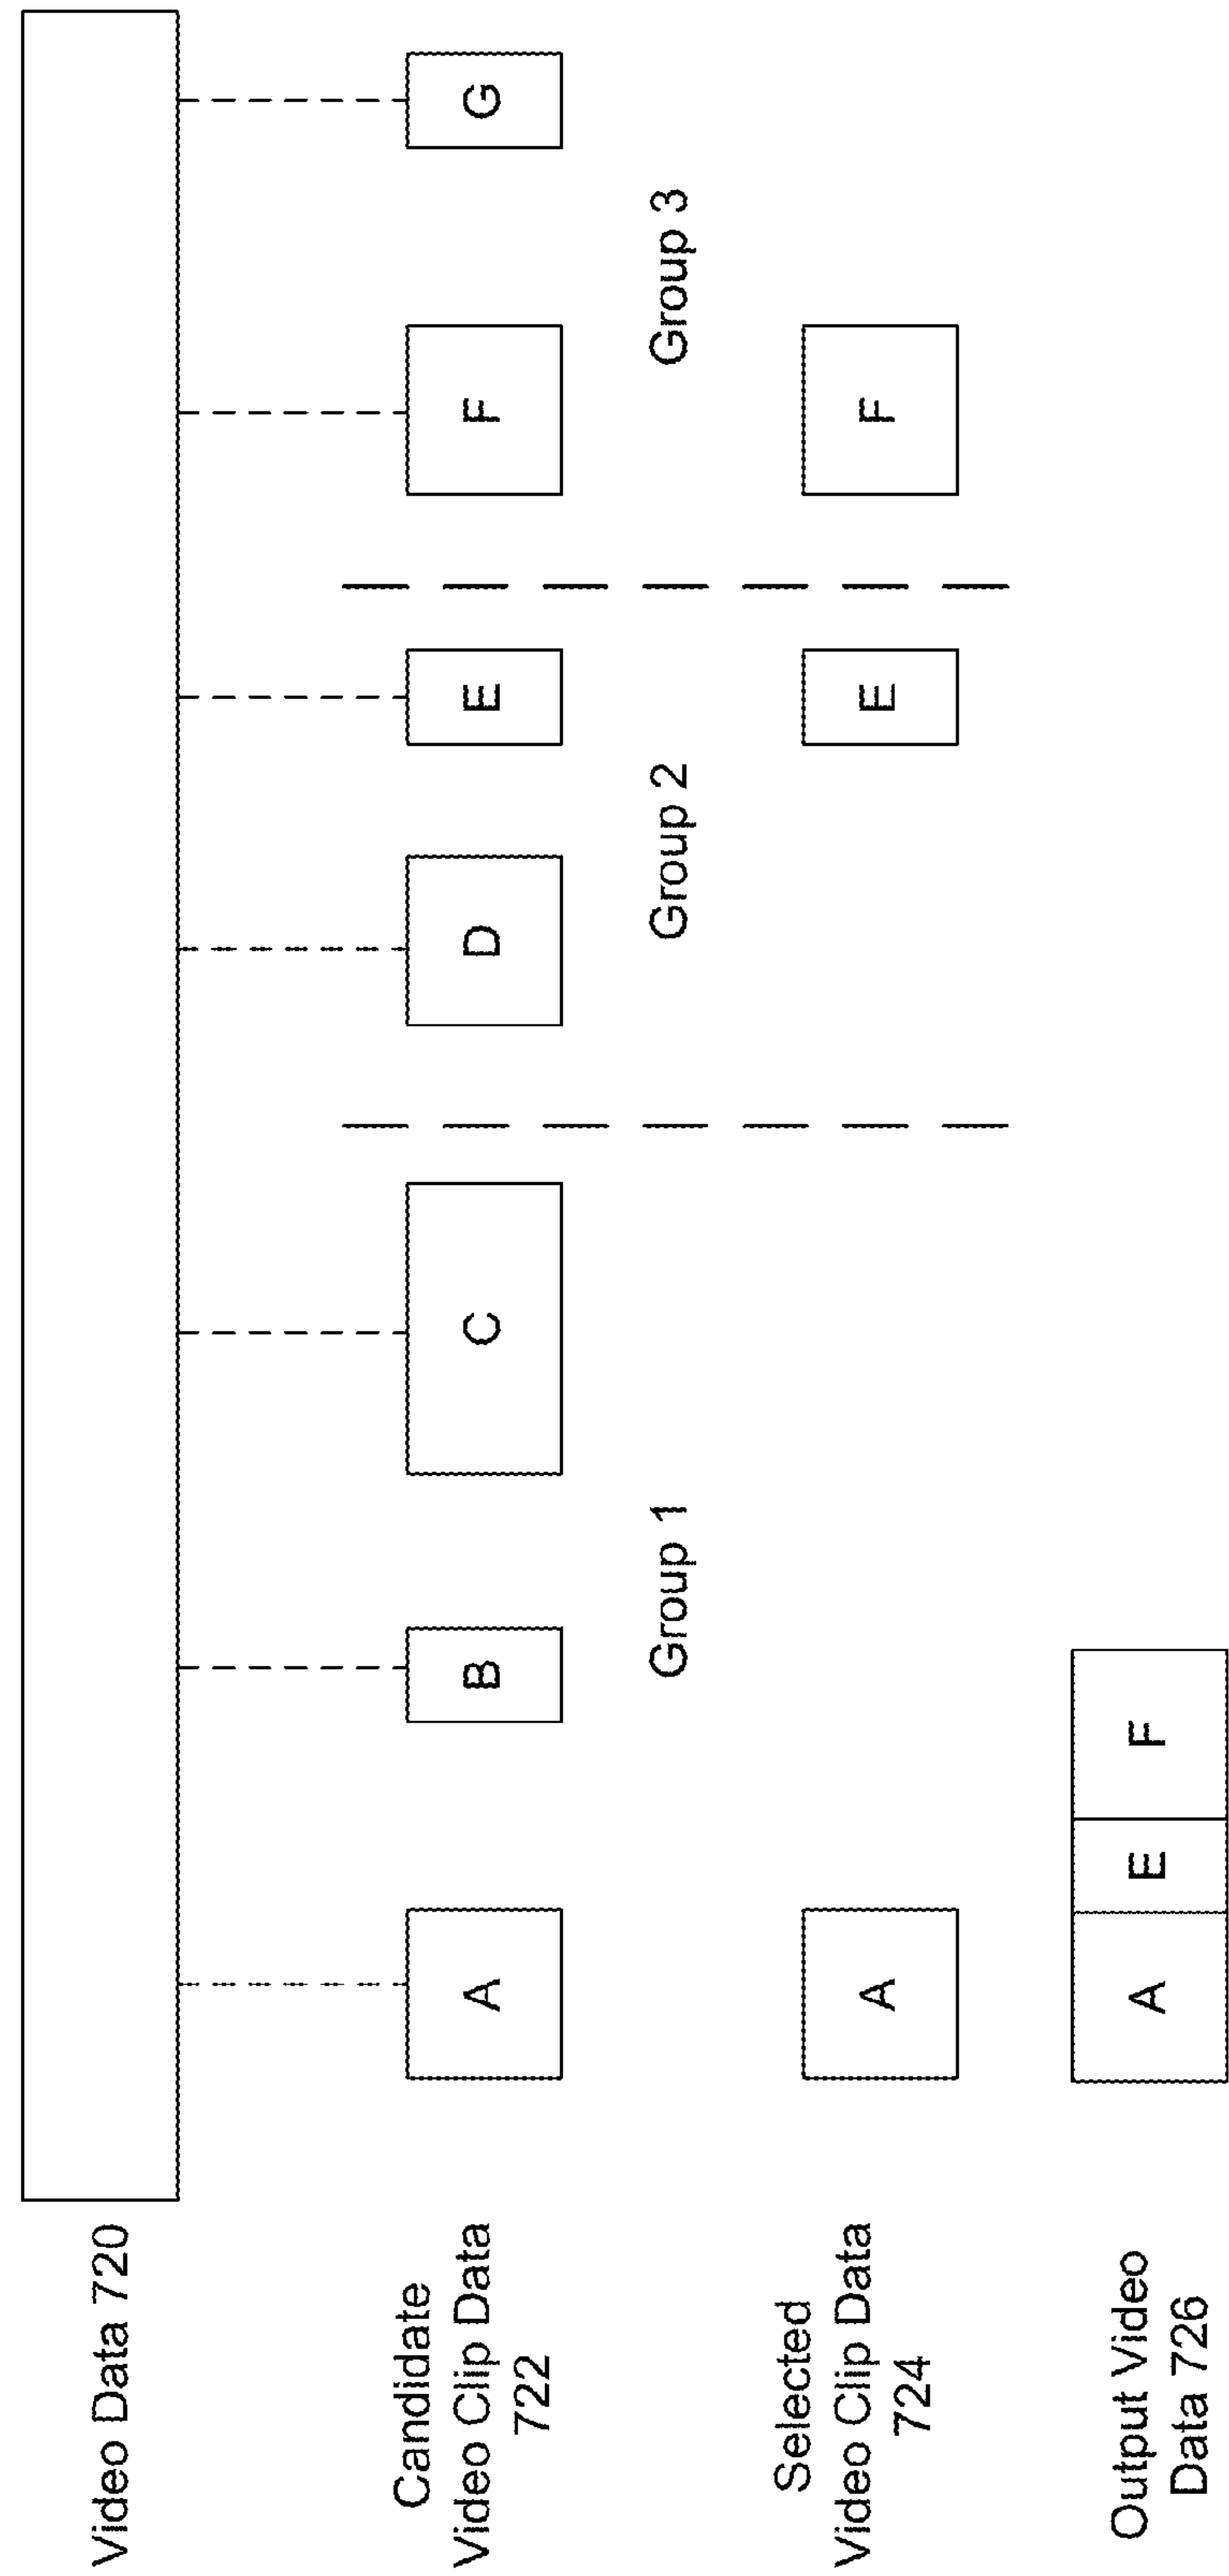 Video Data 720
Candidate
Video Clip Data
722
A
B
C
D
E
F
G
Group 1
Group 2
Group 3
Selected
Video Clip Data
724
A
E
F
Output Video
Data 726
A
E
F